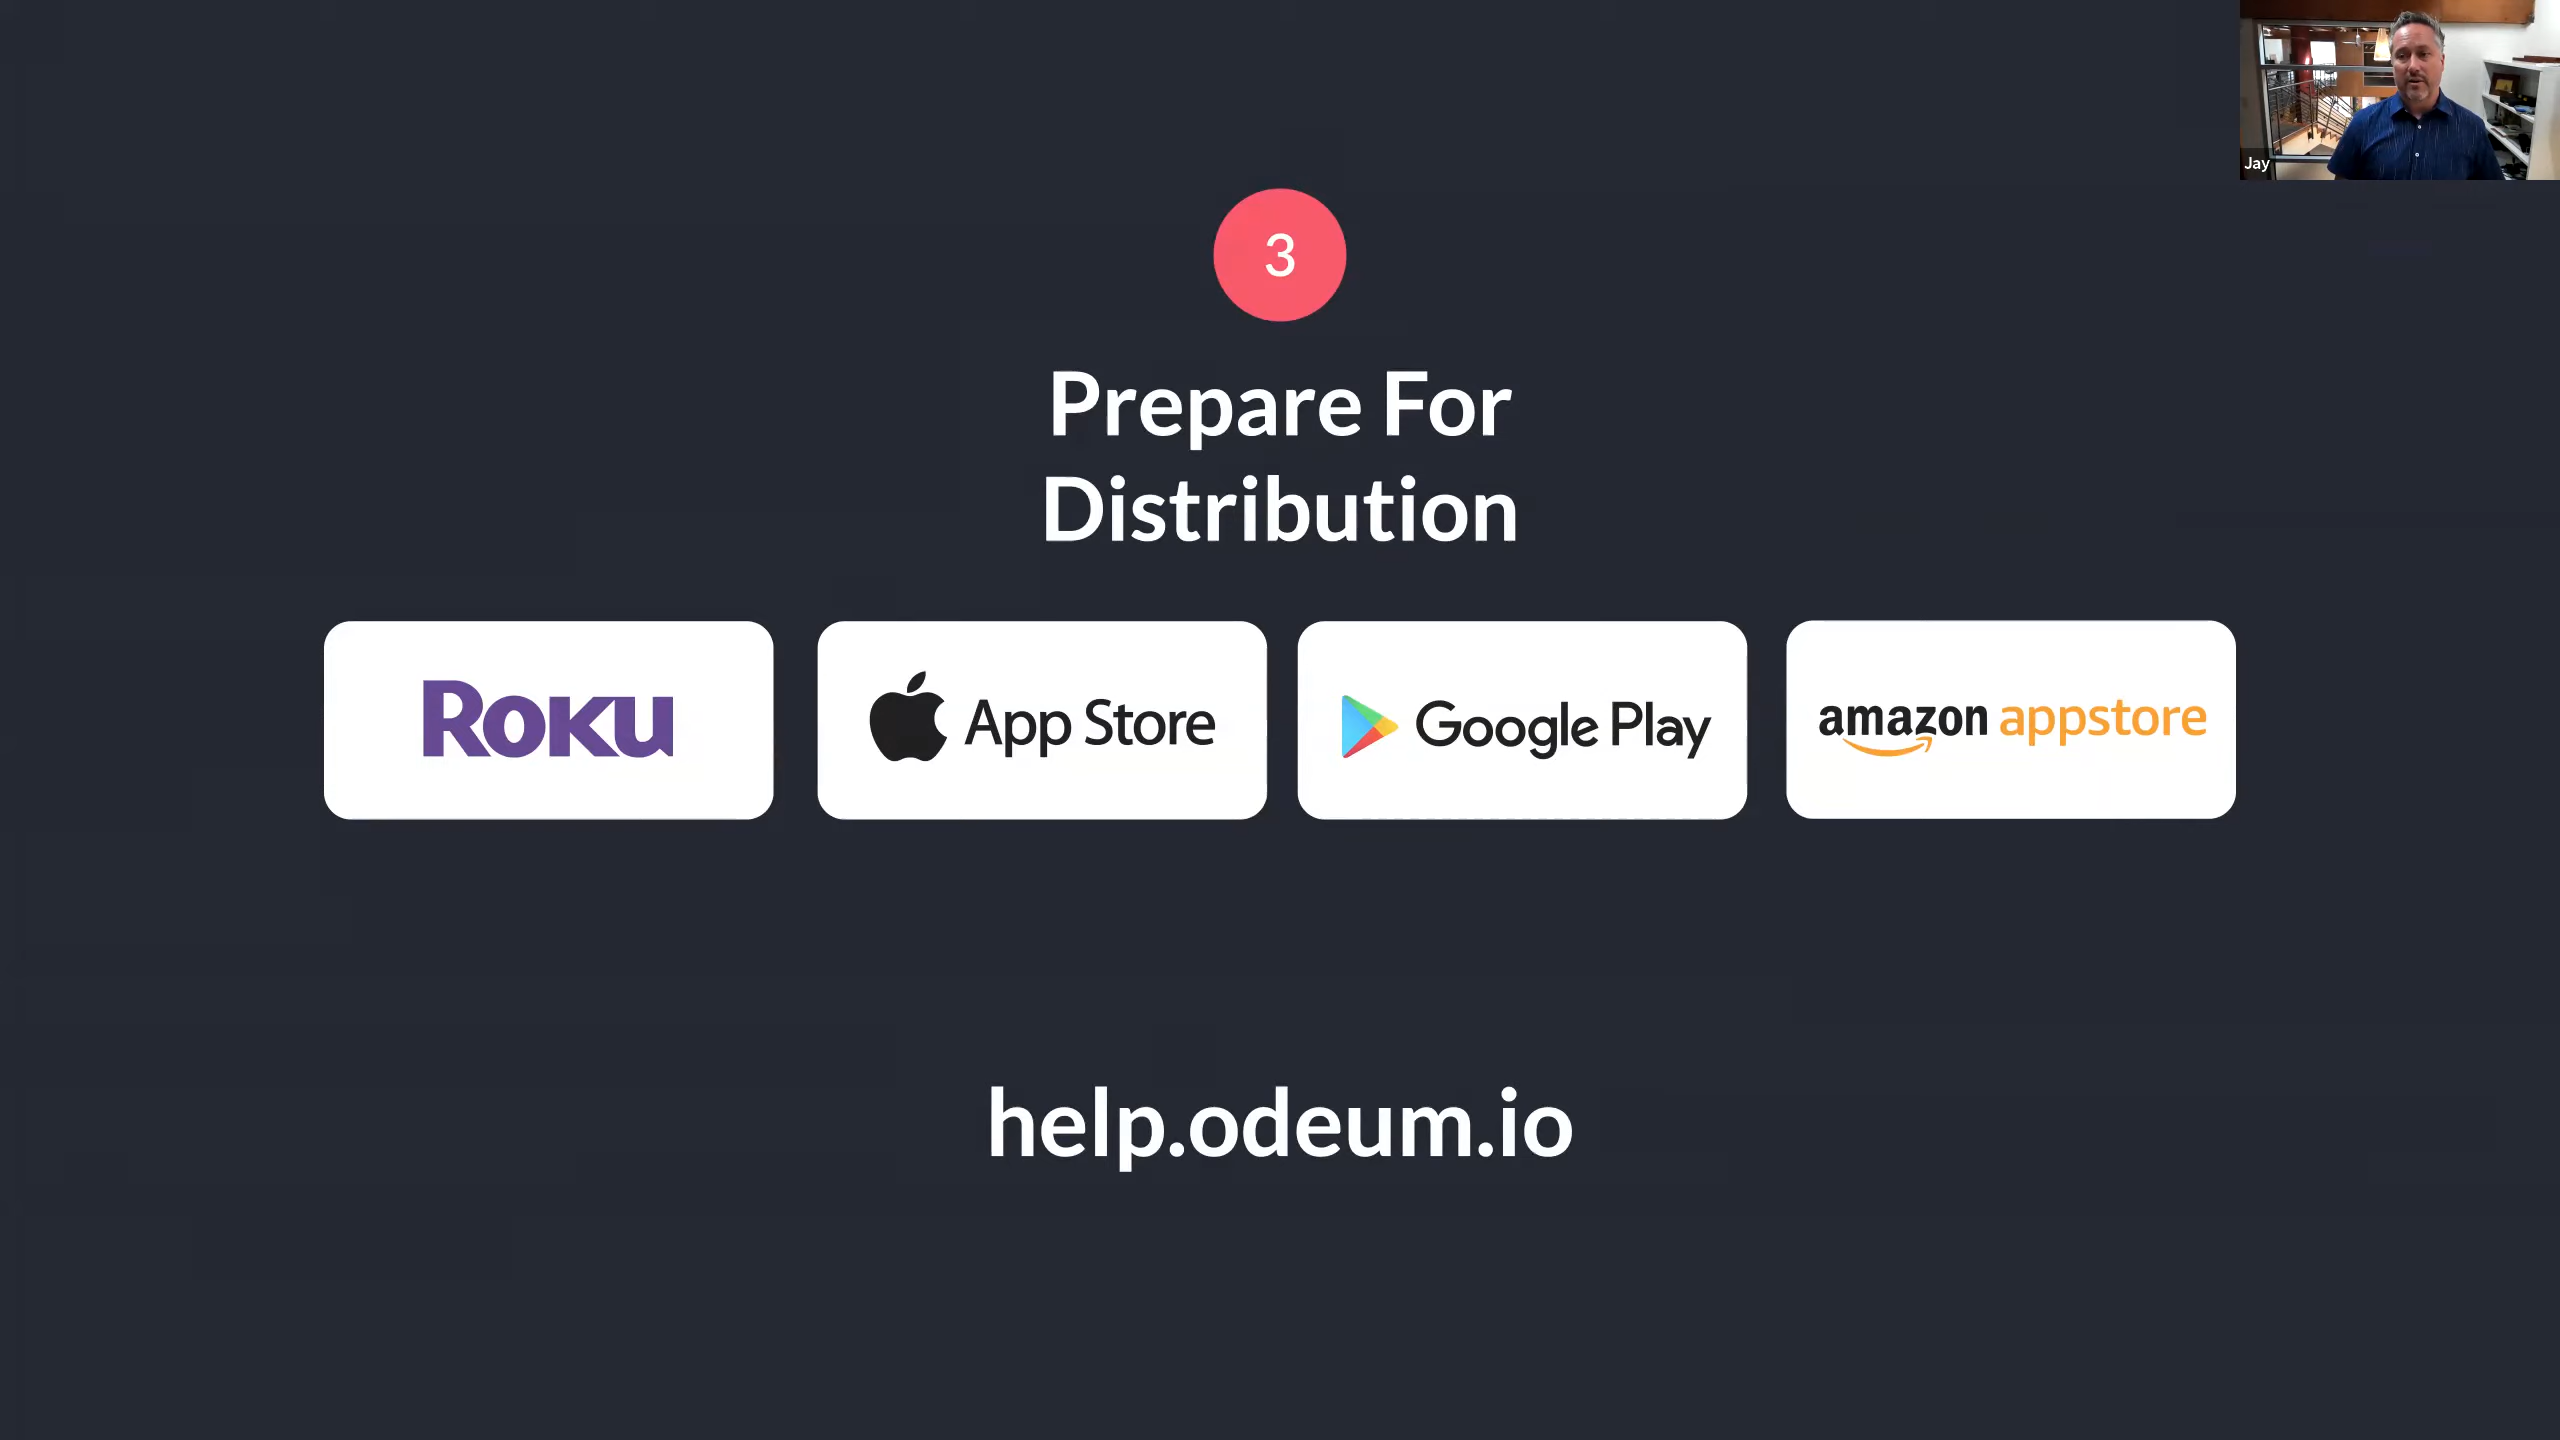 Jay
3
Prepare For
Distribution
ROKU
App Store
Google Play
amazon appstore
help.odeum.io